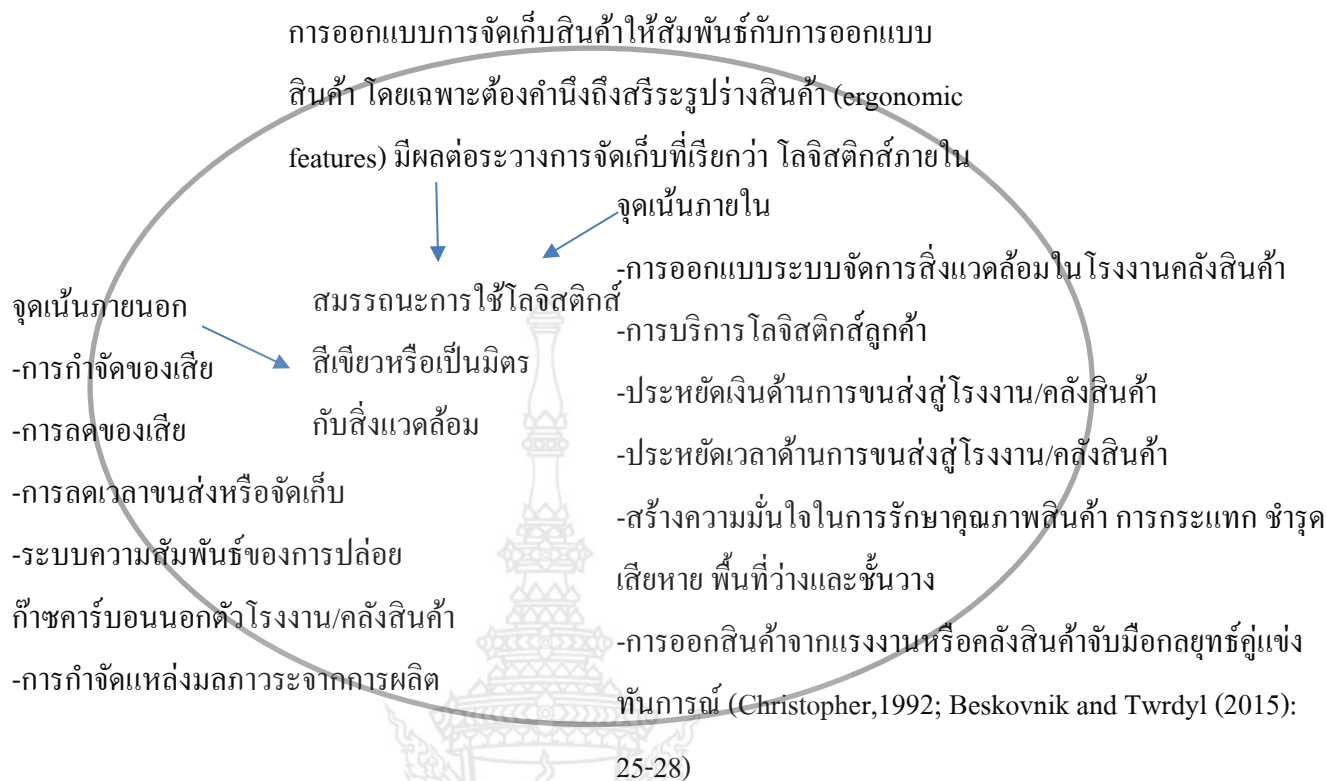 การออกแบบการจัดเก็บสินค้าให้สัมพันธ์กับการออกแบบ
สินค้า โดยเฉพาะต้องคำนึงถึงสรีระรูปร่างสินค้า (ergonomic
features) มีผลต่อระวางการจัดเก็บที่เรียกว่า โลจิสติกส์ภายใน
จุดเน้นภายนอก
-การกำจัดของเสีย
-การลดของเสีย
-การลดเวลาขนส่งหรือจัดเก็บ
-ระบบความสัมพันธ์ของการปล่อย
ก๊าซคาร์บอนนอกตัวโรงงาน/คลังสินค้า
-การกำจัดแหล่งมลภาวระจากการผลิต
สมรรถนะการใช้โลจิสติกส์
สีเขียวหรือเป็นมิตร
กับสิ่งแวดล้อม
จุดเน้นภายใน
-การออกแบบระบบจัดการสิ่งแวดล้อมในโรงงานคลังสินค้า
-การบริการโลจิสติกส์ลูกค้า
-ประหยัดเงินด้านการขนส่งสู่โรงงาน/คลังสินค้า
-ประหยัดเวลาด้านการขนส่งสู่โรงงาน/คลังสินค้า
-สร้างความมั่นใจในการรักษาคุณภาพสินค้า การกระแทก ชำรุด
เสียหาย พื้นที่ว่างและชั้นวาง
-การออกสินค้าจากแรงงานหรือคลังสินค้าจับมือกลยุทธ์คู่แข่ง
ทันการณ์ (Christopher,1992; Beskovnik and Twrdyl (2015):
25-28)